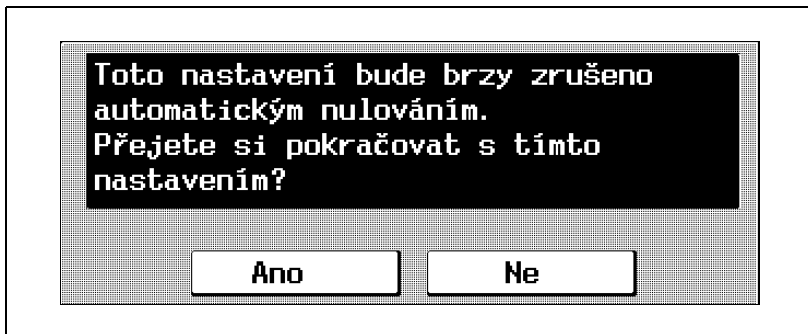 Toto nastavení bude brzy zrušeno
automatickým nulováním.
Přejete si pokračovat s tímto
nastavením?
Ano Ne